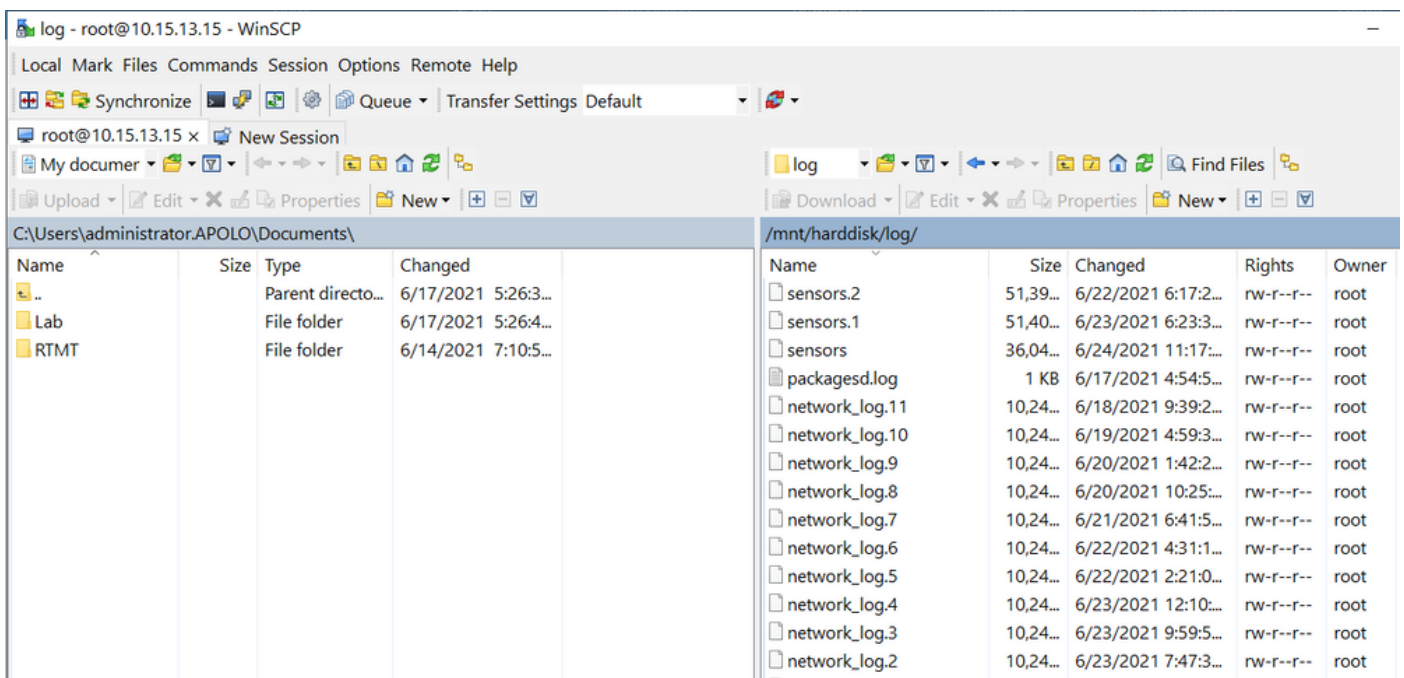 log - root@10.15.13.15 - WinSCP
Local Mark Files Commands Session Options Remote Help
Synchronize Queue Transfer Settings Default
root@10.15.13.15 × New Session
My documer
log Find Files
Upload Edit Properties New
Download Edit Properties New
C:\Users\administrator.APOLO\Documents\
Name Size Type Changed
.. Parent directo... 6/17/2021 5:26:3...
Lab File folder 6/17/2021 5:26:4...
RTMT File folder 6/14/2021 7:10:5...
/mnt/harddisk/log/
Name Size Changed Rights Owner
sensors.2 51,39... 6/22/2021 6:17:2... rw-r--r-- root
sensors.1 51,40... 6/23/2021 6:23:3... rw-r--r-- root
sensors 36,04... 6/24/2021 11:17:... rw-r--r-- root
packagesd.log 1 KB 6/17/2021 4:54:5... rw-r--r-- root
network_log.11 10,24... 6/18/2021 9:39:2... rw-r--r-- root
network_log.10 10,24... 6/19/2021 4:59:3... rw-r--r-- root
network_log.9 10,24... 6/20/2021 1:42:2... rw-r--r-- root
network_log.8 10,24... 6/20/2021 10:25:... rw-r--r-- root
network_log.7 10,24... 6/21/2021 6:41:5... rw-r--r-- root
network_log.6 10,24... 6/22/2021 4:31:1... rw-r--r-- root
network_log.5 10,24... 6/22/2021 2:21:0... rw-r--r-- root
network_log.4 10,24... 6/23/2021 12:10:... rw-r--r-- root
network_log.3 10,24... 6/23/2021 9:59:5... rw-r--r-- root
network_log.2 10,24... 6/23/2021 7:47:3... rw-r--r-- root